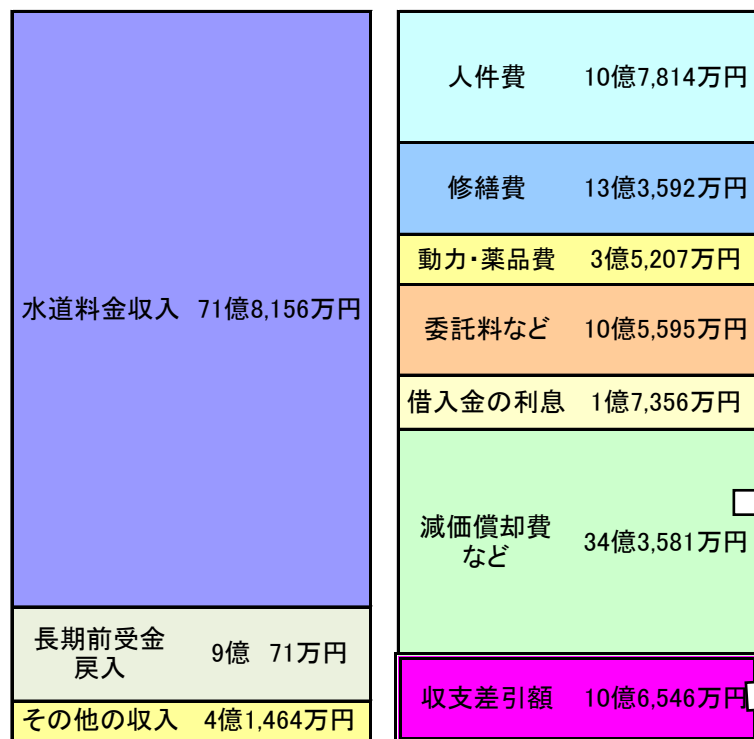 水道料金収入 71億8,156万円
長期前受金
戻入
9億 71万円
その他の収入 4億1,464万円
人件費 10億7,814万円
修繕費 13億3,592万円
動力・薬品費 3億5,207万円
委託料など 10億5,595万円
借入金の利息 1億7,356万円
減価償却費
など
34億3,581万円
収支差引額 10億6,546万円